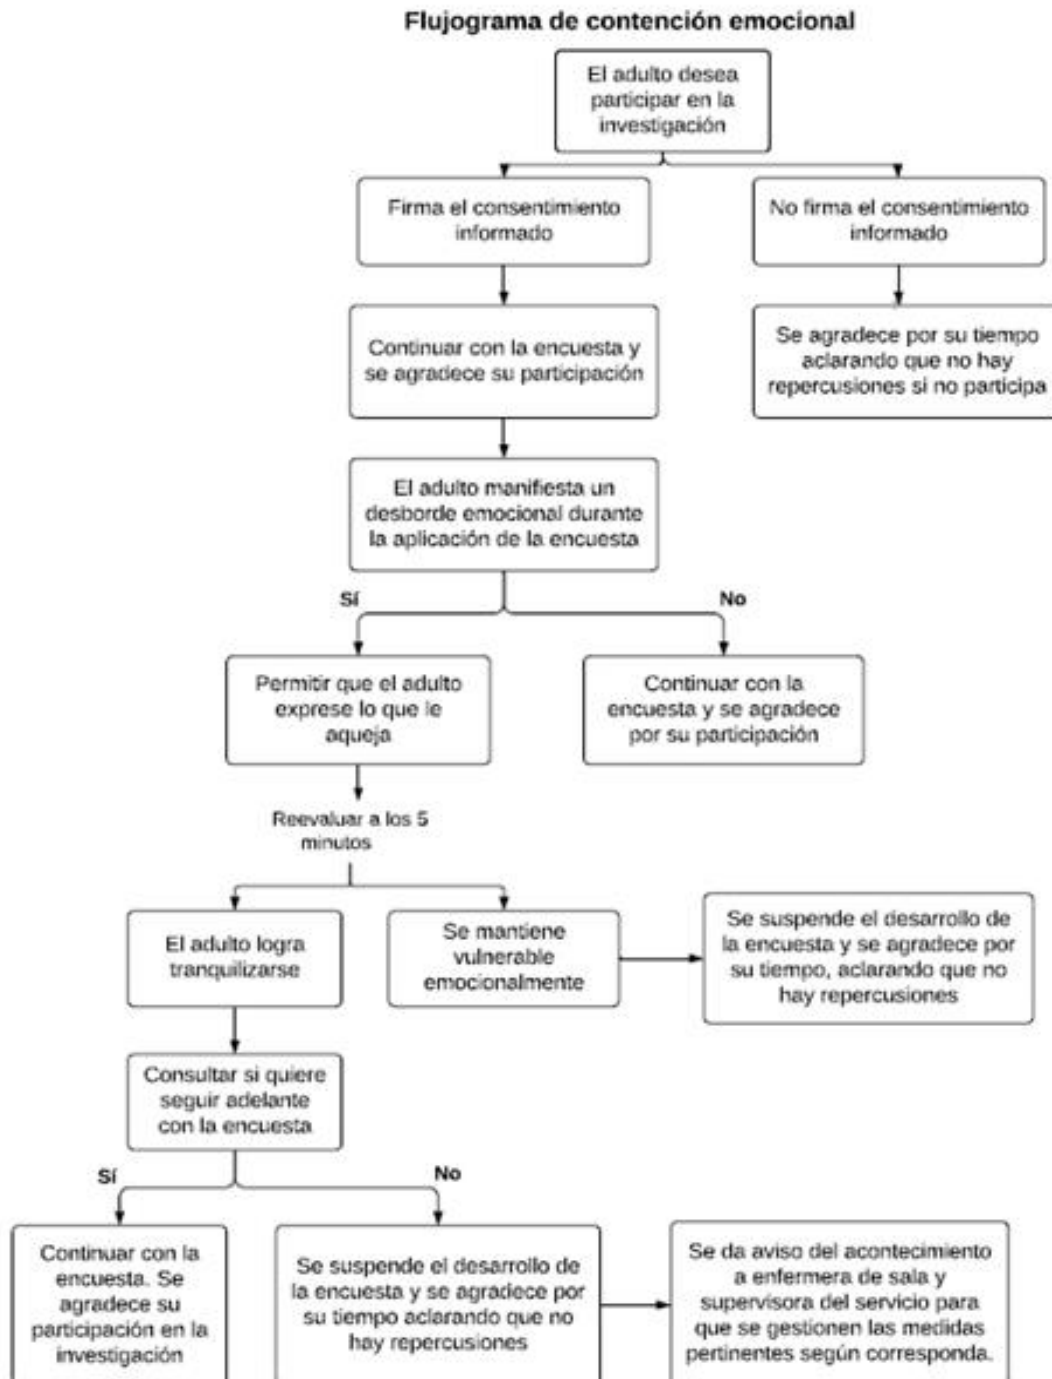 Flujograma de contención emocional
El adulto desea
participar en la
investigación
Firma el consentimiento
informado
No firma el consentimiento
informado
Continuar con la encuesta y
se agradece su participación
Se agradece por su tiempo
aclarando que no hay
repercusiones si no participa
El adulto manifiesta un
desborde emocional durante
la aplicación de la encuesta
Sí
No
Permitir que el adulto
exprese lo que le
aqueja
Continuar con la
encuesta y se agradece
por su participación
Reevaluar a los 5
minutos
El adulto logra
tranquilizarse
Se mantiene
vulnerable
emocionalmente
Se suspende el desarrollo de
la encuesta y se agradece por
su tiempo, aclarando que no
hay repercusiones
Consultar si quiere
seguir adelante
con la encuesta
Sí
No
Continuar con la
encuesta. Se
agradece su
participación en la
investigación
Se suspende el desarrollo de
la encuesta y se agradece por
su tiempo aclarando que no
hay repercusiones
Se da aviso del acontecimiento
a enfermera de sala y
supervisora del servicio para
que se gestionen las medidas
pertinentes según corresponda.